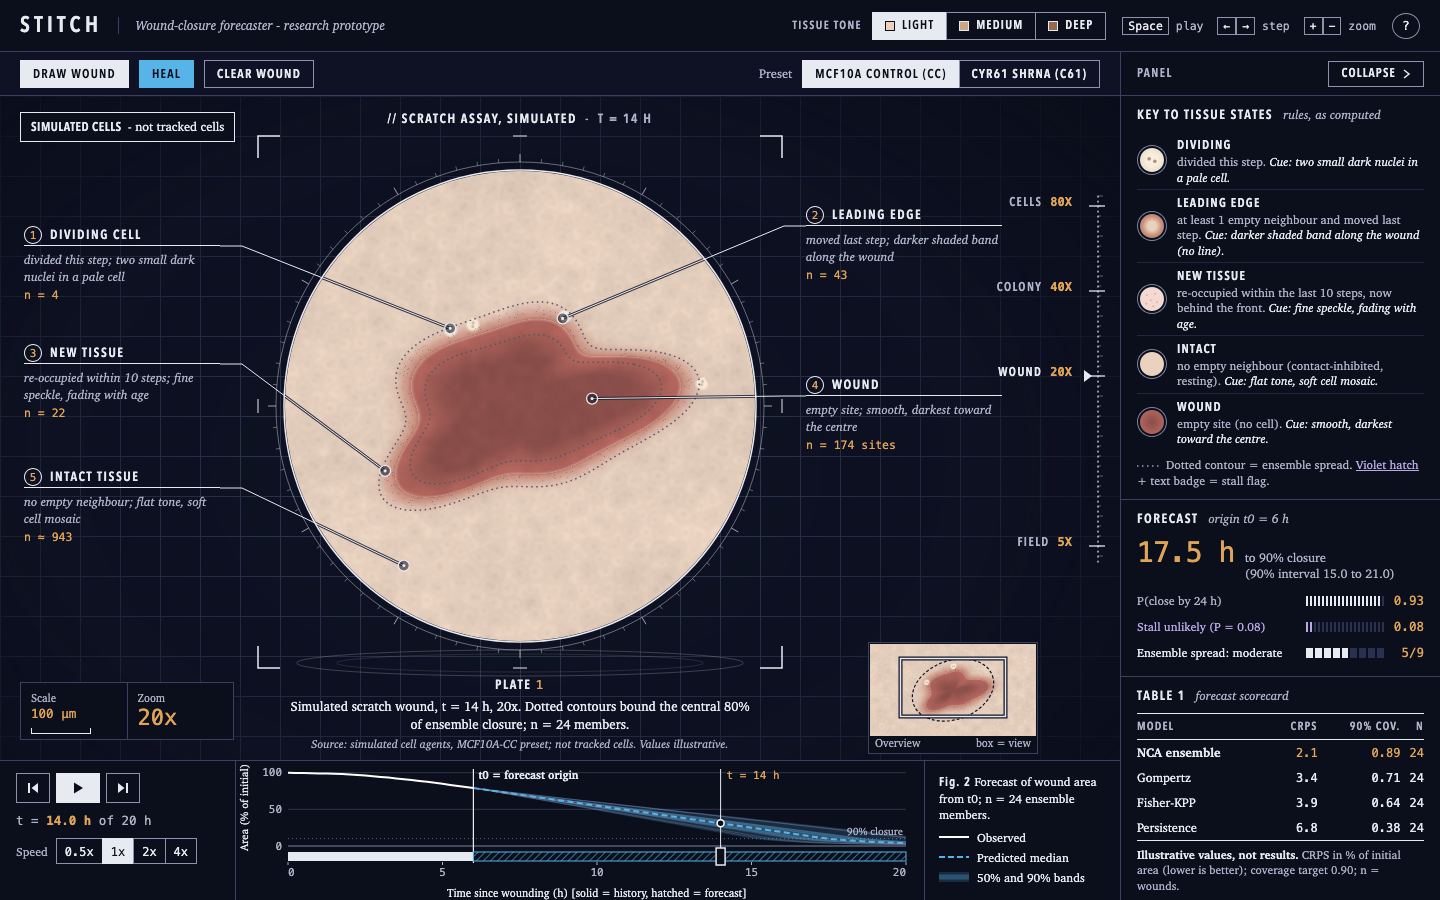 STITCH
Wound-closure forecaster - research prototype
TISSUE TONE
LIGHT
MEDIUM
DEEP
Space play
← → step
+ − zoom
?
DRAW WOUND
HEAL
CLEAR WOUND
Preset
MCF10A CONTROL (CC)
CYR61 SHRNA (C61)
PANEL
COLLAPSE >
SIMULATED CELLS - not tracked cells
// SCRATCH ASSAY, SIMULATED - T = 14 H
1 DIVIDING CELL
divided this step; two small dark
nuclei in a pale cell
n = 4
3 NEW TISSUE
re-occupied within 10 steps; fine
speckle, fading with age
n = 22
5 INTACT TISSUE
no empty neighbour; flat tone, soft
cell mosaic
n ≈ 943
2 LEADING EDGE
moved last step; darker shaded band
along the wound
n = 43
4 WOUND
empty site; smooth, darkest toward
the centre
n = 174 sites
CELLS 80X
COLONY 40X
WOUND 20X
FIELD 5X
Scale
100 µm
Zoom
20x
PLATE 1
Simulated scratch wound, t = 14 h, 20x. Dotted contours bound the central 80%
of ensemble closure; n = 24 members.
Source: simulated cell agents, MCF10A-CC preset; not tracked cells. Values illustrative.
Overview
box = view
KEY TO TISSUE STATES rules, as computed
DIVIDING
divided this step. Cue: two small dark nuclei in
a pale cell.
LEADING EDGE
at least 1 empty neighbour and moved last
step. Cue: darker shaded band along the wound
(no line).
NEW TISSUE
re-occupied within the last 10 steps, now
behind the front. Cue: fine speckle, fading with
age.
INTACT
no empty neighbour (contact-inhibited,
resting). Cue: flat tone, soft cell mosaic.
WOUND
empty site (no cell). Cue: smooth, darkest
toward the centre.
Dotted contour = ensemble spread. Violet hatch
+ text badge = stall flag.
FORECAST origin t0 = 6 h
17.5 h to 90% closure
(90% interval 15.0 to 21.0)
P(close by 24 h) 0.93
Stall unlikely (P = 0.08) 0.08
Ensemble spread: moderate 5/9
TABLE 1 forecast scorecard
MODEL CRPS 90% COV. N
NCA ensemble 2.1 0.89 24
Gompertz 3.4 0.71 24
Fisher-KPP 3.9 0.64 24
Persistence 6.8 0.38 24
Illustrative values, not results. CRPS in % of initial
area (lower is better); coverage target 0.90; n =
wounds.
t = 14.0 h of 20 h
Speed 0.5x 1x 2x 4x
Area (% of initial)
100
50
0
t0 = forecast origin
t = 14 h
90% closure
0 5 10 15 20
Time since wounding (h) [solid = history, hatched = forecast]
Fig. 2 Forecast of wound area
from t0; n = 24 ensemble
members.
Observed
Predicted median
50% and 90% bands